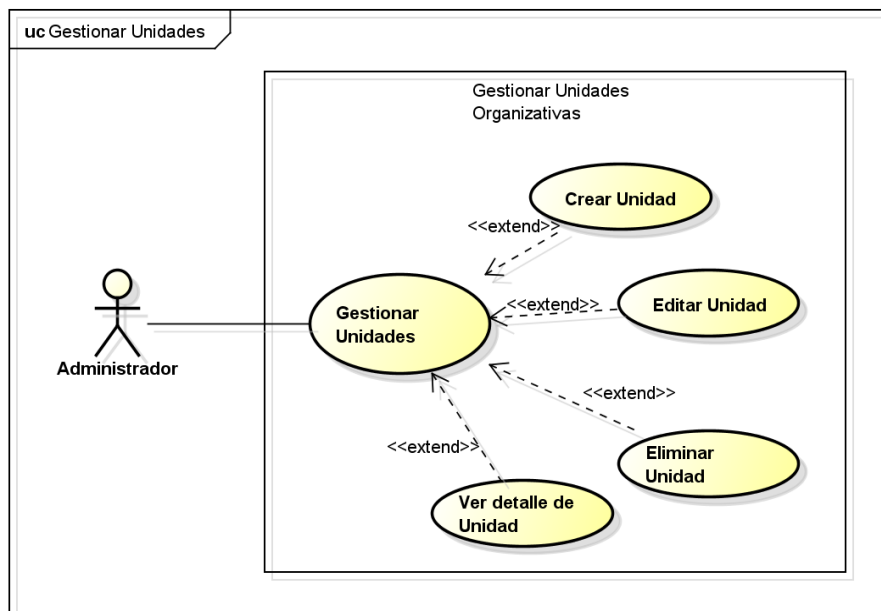 uc Gestionar Unidades
Gestionar Unidades
Organizativas
Crear Unidad
<<extend>>
Gestionar
Unidades
<<extend>>
Editar Unidad
Administrador
<<extend>>
<<extend>>
Eliminar
Unidad
Ver detalle de
Unidad